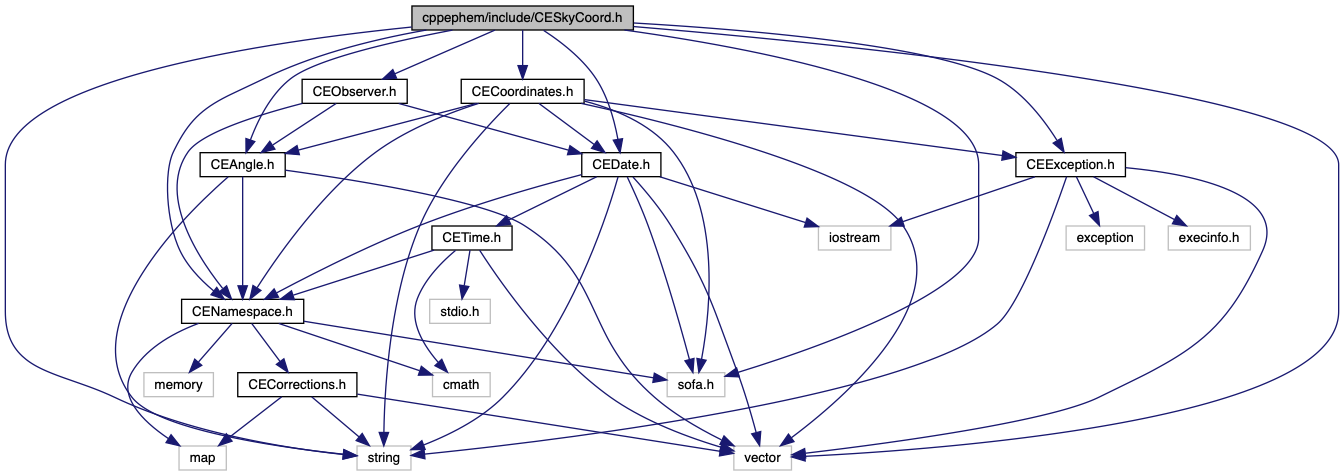 cppephem/include/CESkyCoord.h
CEObserver.h
CECoordinates.h
CEAngle.h
CEDate.h
CEException.h
CETime.h
iostream
exception
execinfo.h
CENamespace.h
stdio.h
memory
CECorrections.h
cmath
sofa.h
map
string
vector